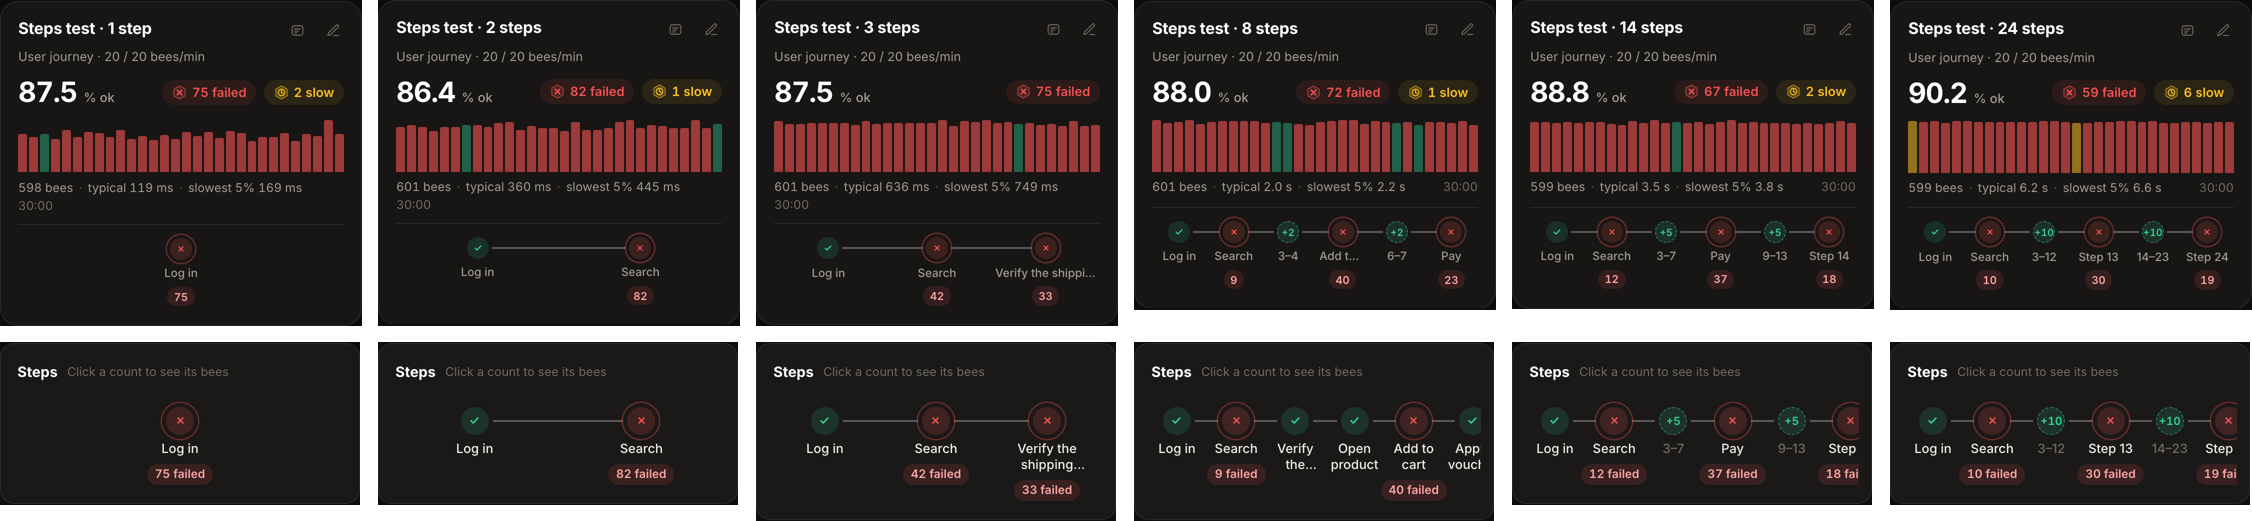 Steps test · 1 step
User journey · 20 / 20 bees/min
87.5 % ok 75 failed 2 slow
598 bees · typical 119 ms · slowest 5% 169 ms
30:00
Log in
75
Steps test · 2 steps
User journey · 20 / 20 bees/min
86.4 % ok 82 failed 1 slow
601 bees · typical 360 ms · slowest 5% 445 ms
30:00
Log in Search
82
Steps test · 3 steps
User journey · 20 / 20 bees/min
87.5 % ok 75 failed
601 bees · typical 636 ms · slowest 5% 749 ms
30:00
Log in Search Verify the shippi...
42 33
Steps test · 8 steps
User journey · 20 / 20 bees/min
88.0 % ok 72 failed 1 slow
601 bees · typical 2.0 s · slowest 5% 2.2 s 30:00
+2 +2
Log in Search 3–4 Add t... 6–7 Pay
9 40 23
Steps test · 14 steps
User journey · 20 / 20 bees/min
88.8 % ok 67 failed 2 slow
599 bees · typical 3.5 s · slowest 5% 3.8 s 30:00
+5 +5
Log in Search 3–7 Pay 9–13 Step 14
12 37 18
Steps test · 24 steps
User journey · 20 / 20 bees/min
90.2 % ok 59 failed 6 slow
599 bees · typical 6.2 s · slowest 5% 6.6 s 30:00
+10 +10
Log in Search 3–12 Step 13 14–23 Step 24
10 30 19
Steps Click a count to see its bees
Log in
75 failed
Steps Click a count to see its bees
Log in Search
82 failed
Steps Click a count to see its bees
Log in Search Verify the
shipping...
42 failed
33 failed
Steps Click a count to see its bees
Log in Search Verify Open Add to App
the... product cart vouch
9 failed
40 failed
Steps Click a count to see its bees
+5 +5
Log in Search 3–7 Pay 9–13 Step
12 failed 37 failed 18 fai
Steps Click a count to see its bees
+10 +10
Log in Search 3–12 Step 13 14–23 Step
10 failed 30 failed 19 fai